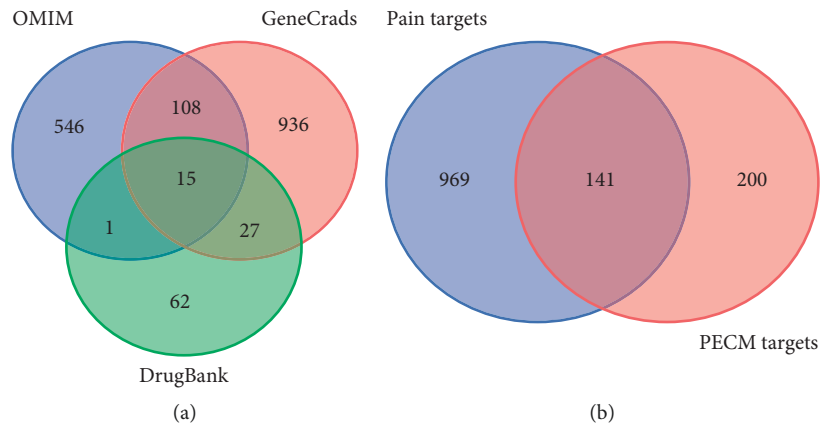 OMIM
GeneCrads
546
108
936
15
1
27
62
DrugBank
(a)
Pain targets
969
141
200
PECM targets
(b)